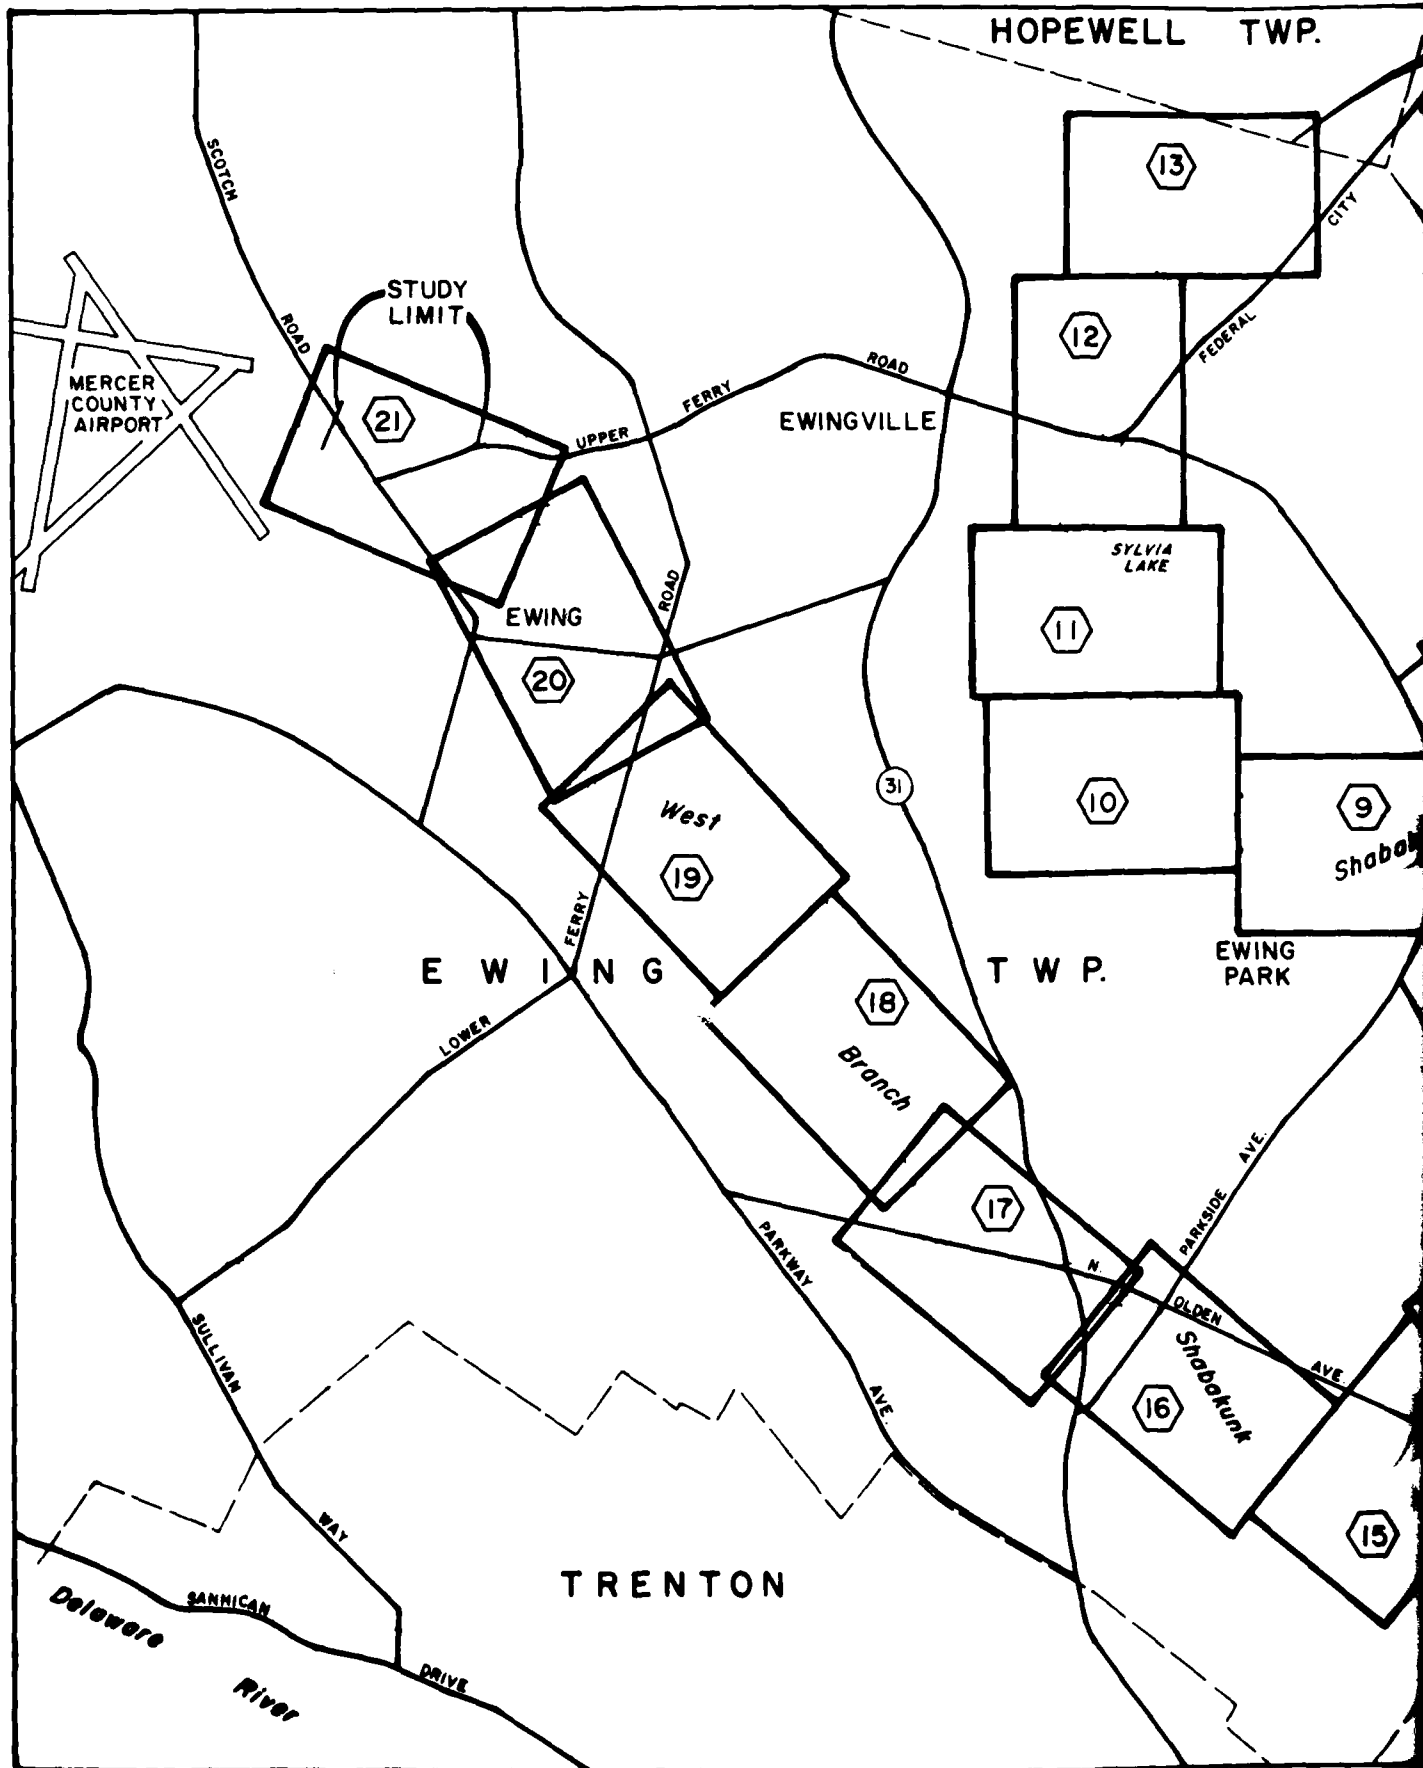 HOPEWELL TWP.
13
SCOTCH
CITY
STUDY
LIMIT
ROAD
12
FEDERAL
MERCER
COUNTY
AIRPORT
21
ROAD
FERRY
EWINGVILLE
UPPER
SYLVIA
LAKE
ROAD
EWING
11
20
31
10
9
West
Shabak
19
FERRY
EWING TWP.
EWING
PARK
18
LOWER
Branch
AVE.
17
PARKSIDE
PARKWAY
N.
OLDEN
SULLIVAN
Shabakunk
AVE.
AVE.
16
WAY
15
TRENTON
SANHICAN
Delaware
River
DRIVE